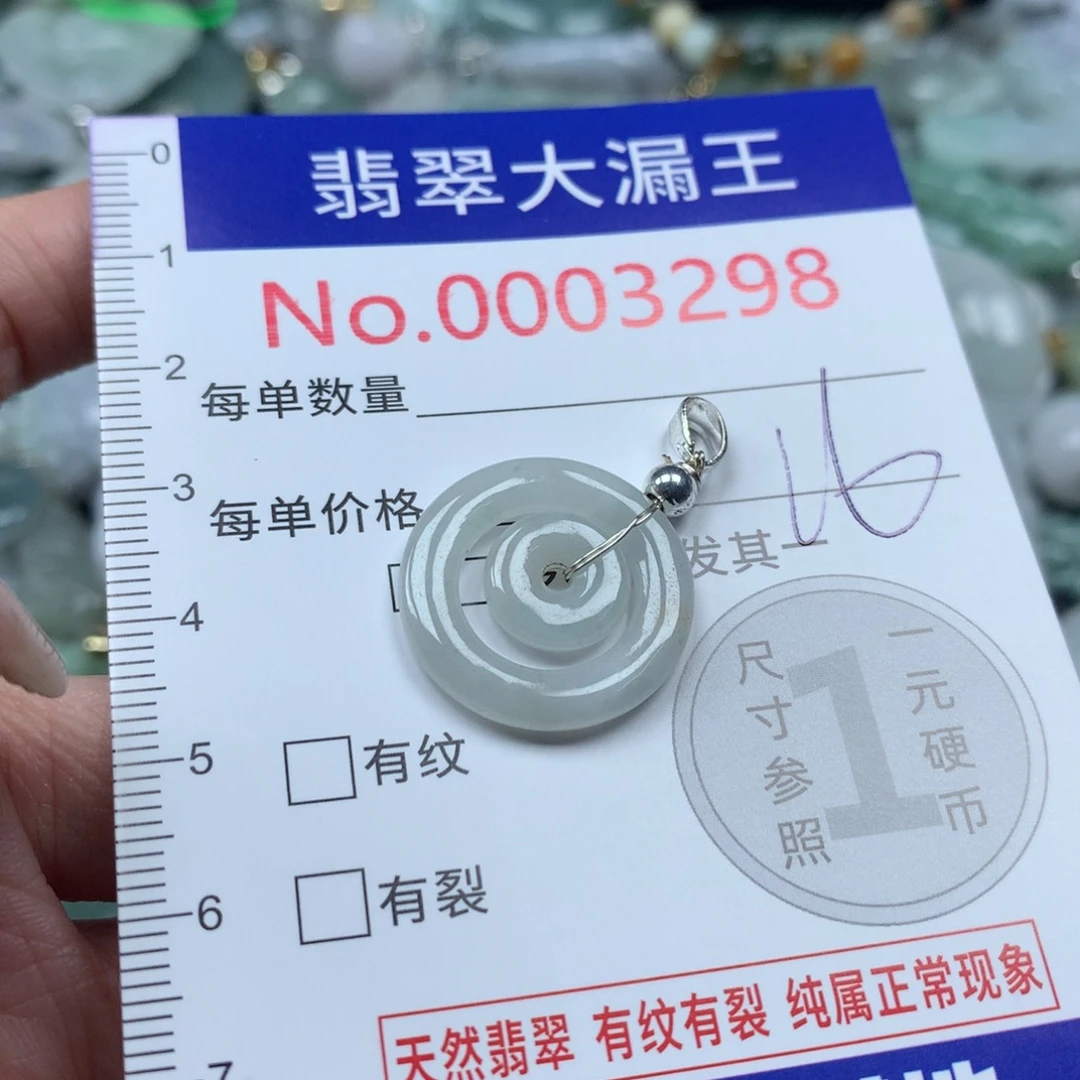 翡翠大漏王
No.0003298
每单数量
每单价格
16
发其一
有纹
有裂
尺寸参照
一元硬币
1
天然翡翠 有纹有裂 纯属正常现象
0
1
2
3
4
5
6
7